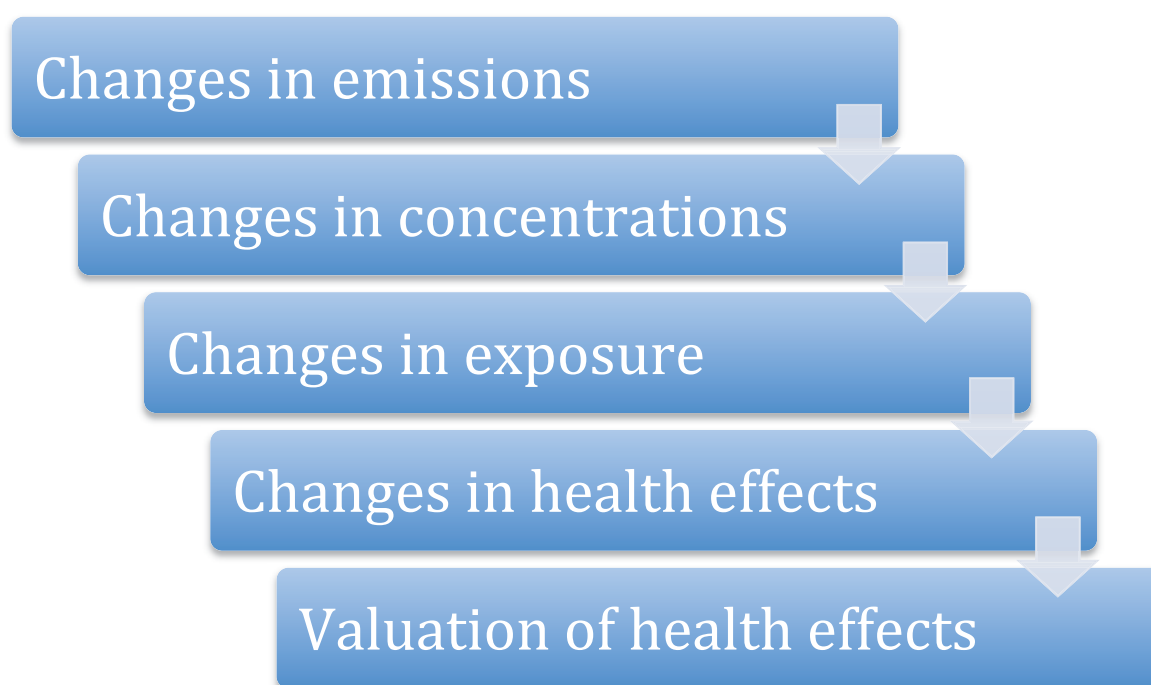 Changes in emissions
Changes in concentrations
Changes in exposure
Changes in health effects
Valuation of health effects